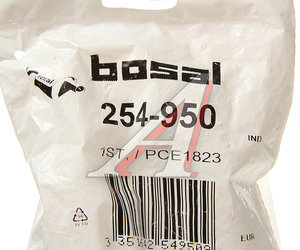 bosal
254-950
IND
1ST. / PCE1823
EUR